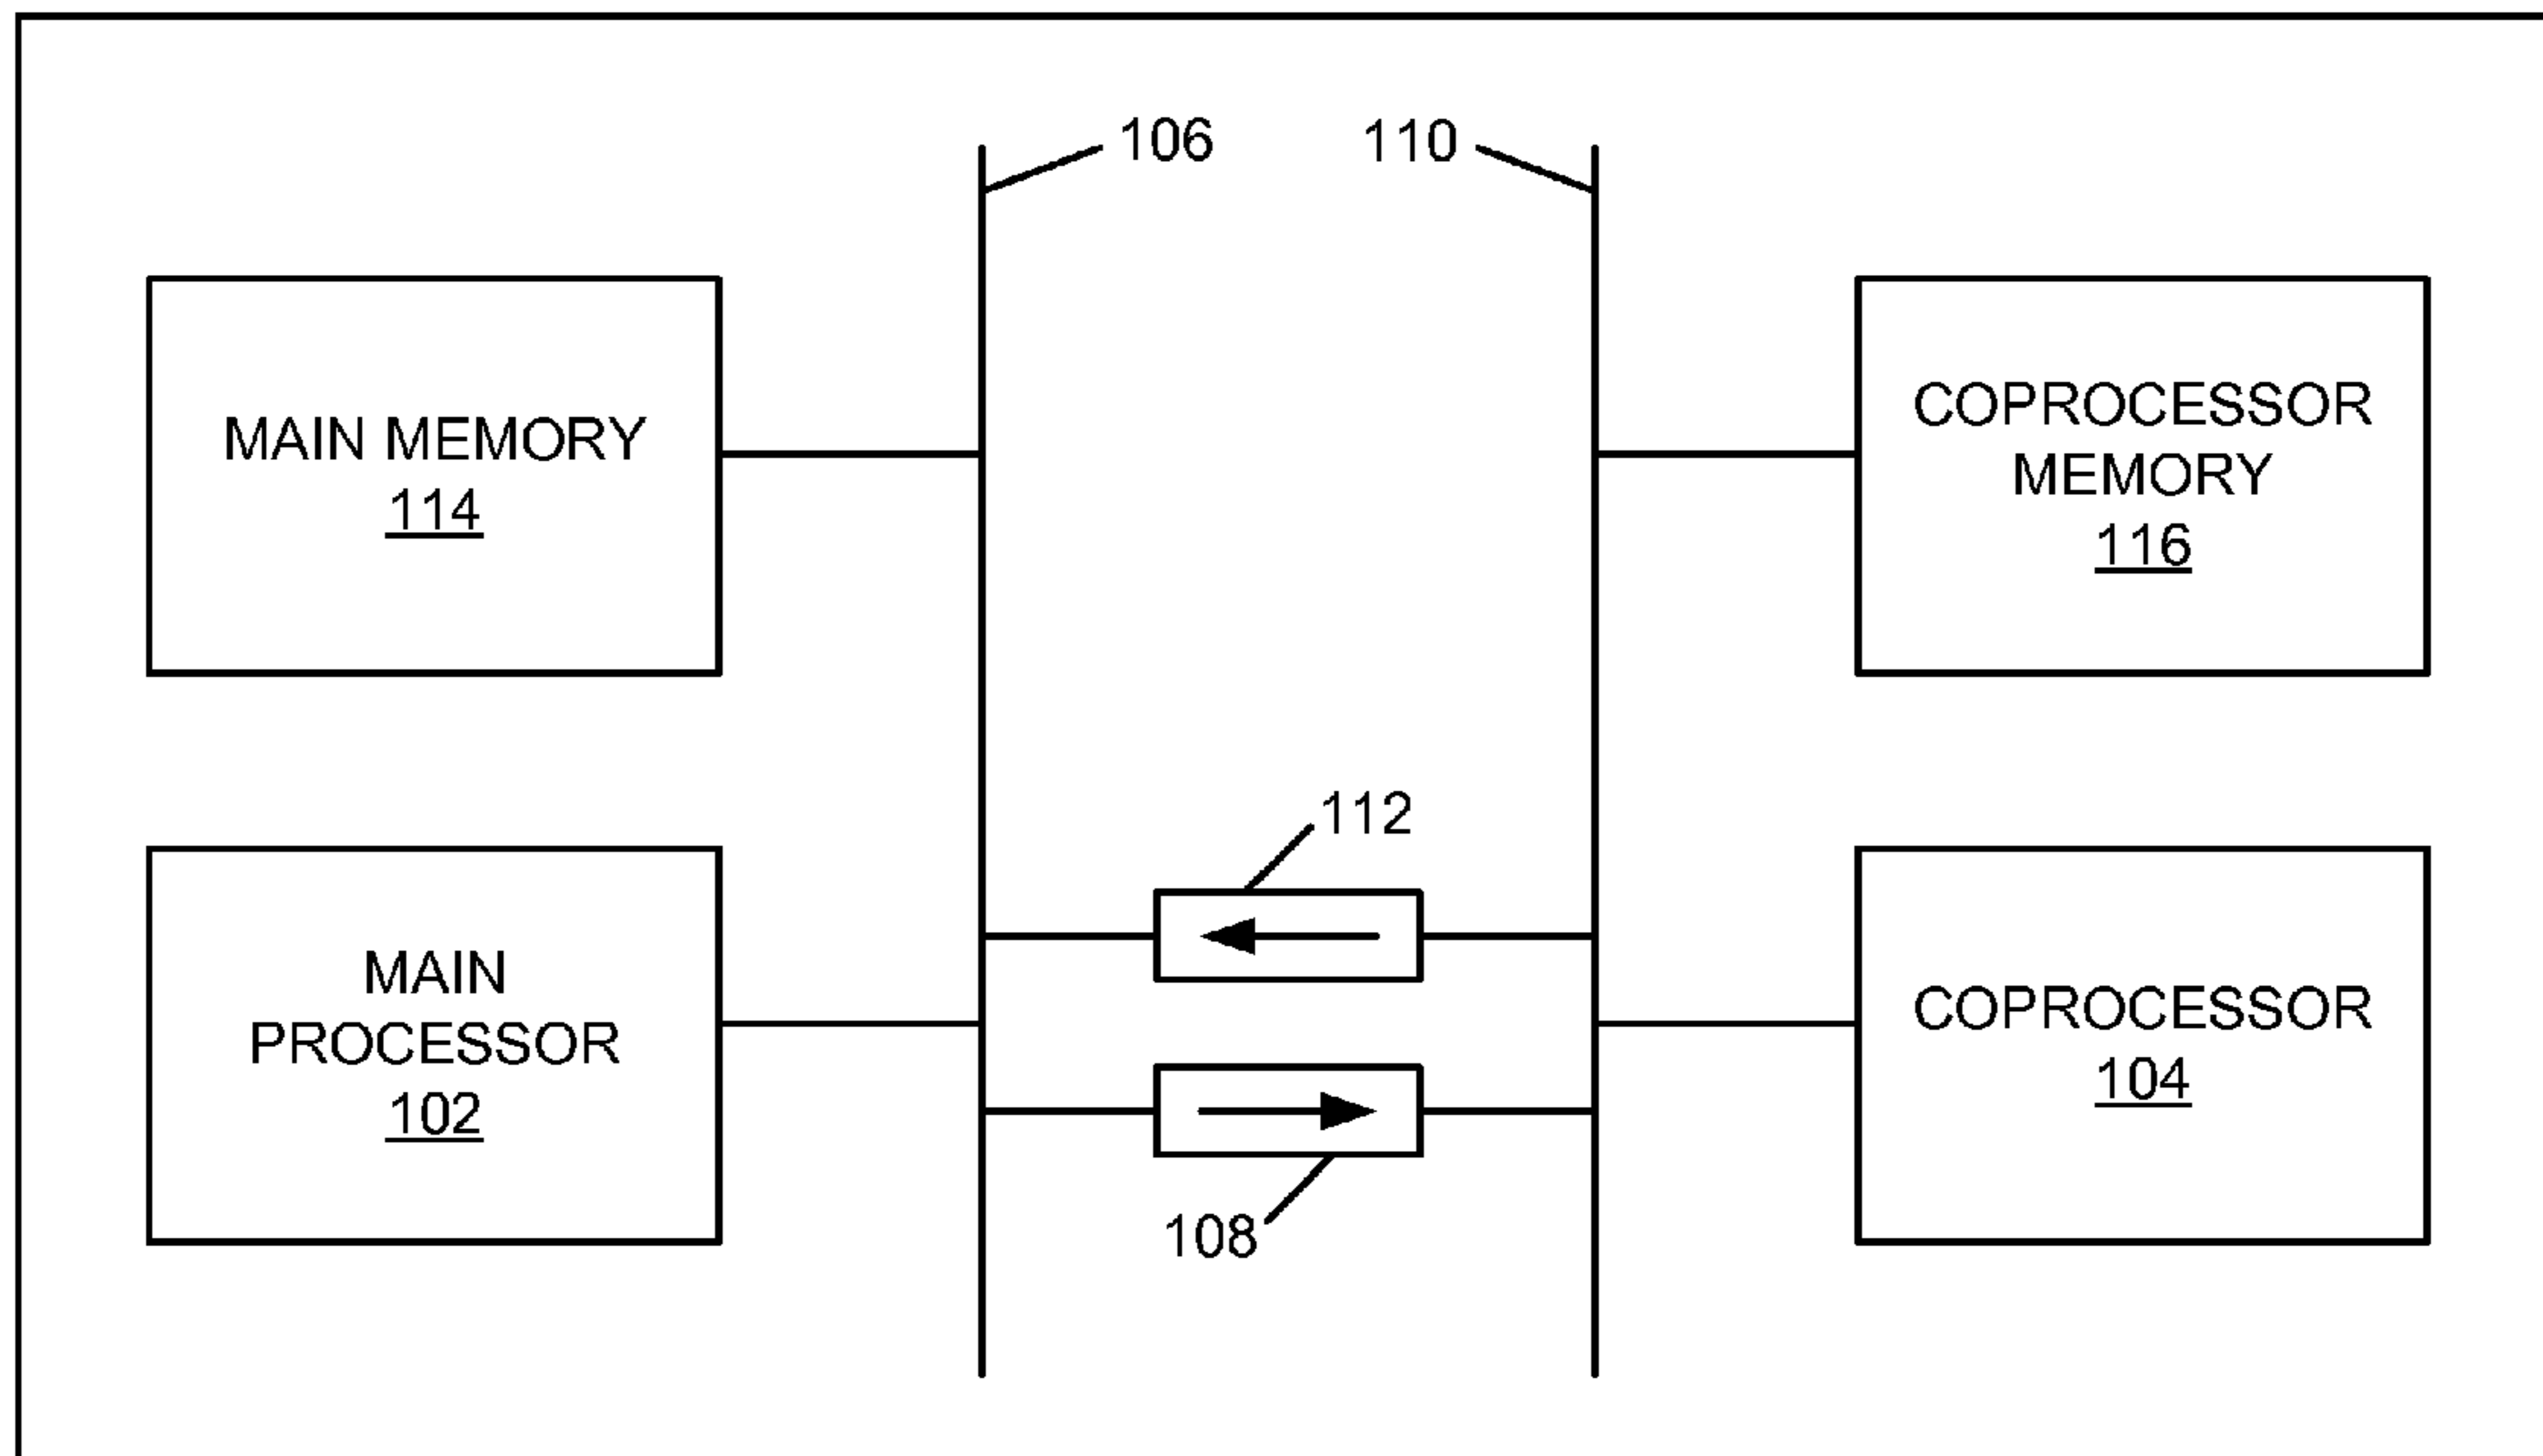 106
110
MAIN MEMORY
114
COPROCESSOR
MEMORY
116
112
MAIN
PROCESSOR
102
COPROCESSOR
104
108